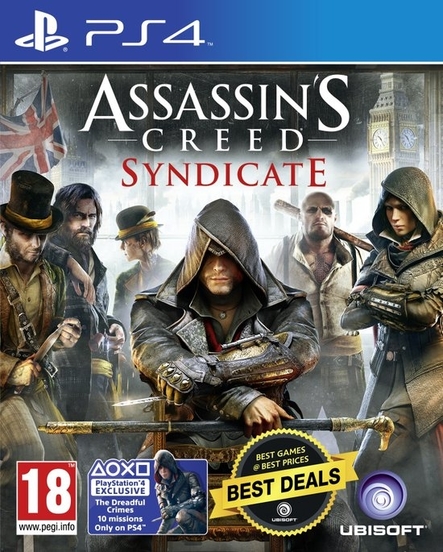 PS4™
ASSASSIN'S
CREED
SYNDICATE
18
www.pegi.info
PlayStation®4
EXCLUSIVE
The Dreadful
Crimes
10 missions
Only on PS4™
BEST GAMES
@ BEST PRICES
BEST DEALS
UBISOFT
UBISOFT®